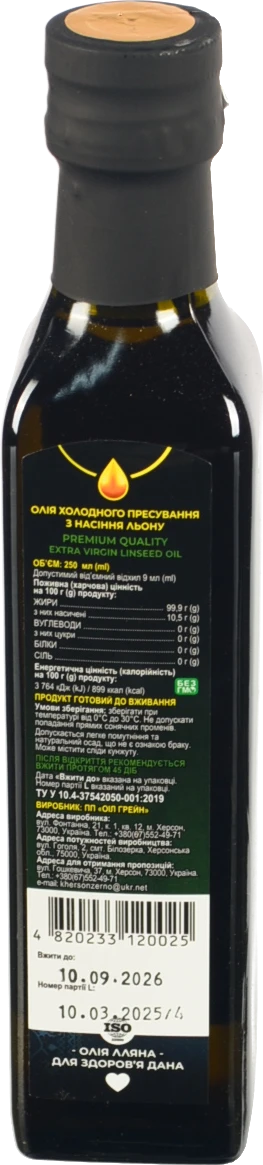 ОЛІЯ ХОЛОДНОГО ПРЕСУВАННЯ
З НАСІННЯ ЛЬОНУ
PREMIUM QUALITY
EXTRA VIRGIN LINSEED OIL
ОБ'ЄМ: 250 мл (ml)
Допустимий від'ємний відхил 9 мл (ml)
Поживна (харчова) цінність
на 100 г (g) продукту:
ЖИРИ 99,9 г (g)
з них насичені 10,5 г (g)
ВУГЛЕВОДИ 0 г (g)
з них цукри 0 г (g)
БІЛКИ 0 г (g)
СІЛЬ 0 г (g)
Енергетична цінність (калорійність)
на 100 г (g) продукту:
3 764 кДж (kJ) / 899 ккал (kcal)
БЕЗ ГМО
ПРОДУКТ ГОТОВИЙ ДО ВЖИВАННЯ
Умови зберігання: зберігати при
температурі від 0°С до 30°С. Не допускати
попадання прямих сонячних променів.
Допускається легке помутніння та
натуральний осад, що не є ознакою браку.
Може містити сліди кунжуту.
ПІСЛЯ ВІДКРИТТЯ РЕКОМЕНДУЄТЬСЯ
ВЖИТИ ПРОТЯГОМ 45 ДІБ
Дата «Вжити до» вказана на упаковці.
Номер партії L вказаний на упаковці.
ТУ У 10.4-37542050-001:2019
ВИРОБНИК: ПП «ОІЛ ГРЕЙН»
Адреса виробника:
вул. Фонтанна, 21, к. 1, кв. 12, м. Херсон,
73000, Україна. Тел.: +380(67)552-49-71
Адреса потужностей виробництва:
вул. Гоголя, 2, смт. Білозерка, Херсонська
обл., 75000, Україна.
Адреса для отримання пропозицій:
вул. Гошкевича, 37, м. Херсон, 73000, Україна.
Тел.: +380(67)552-49-71
e-mail: khersonzerno@ukr.net
4 820233 120025
Вжити до:
10.09.2026
Номер партії L:
10.03.2025/4
ISO
- ОЛІЯ ЛЛЯНА -
ДЛЯ ЗДОРОВ'Я ДАНА